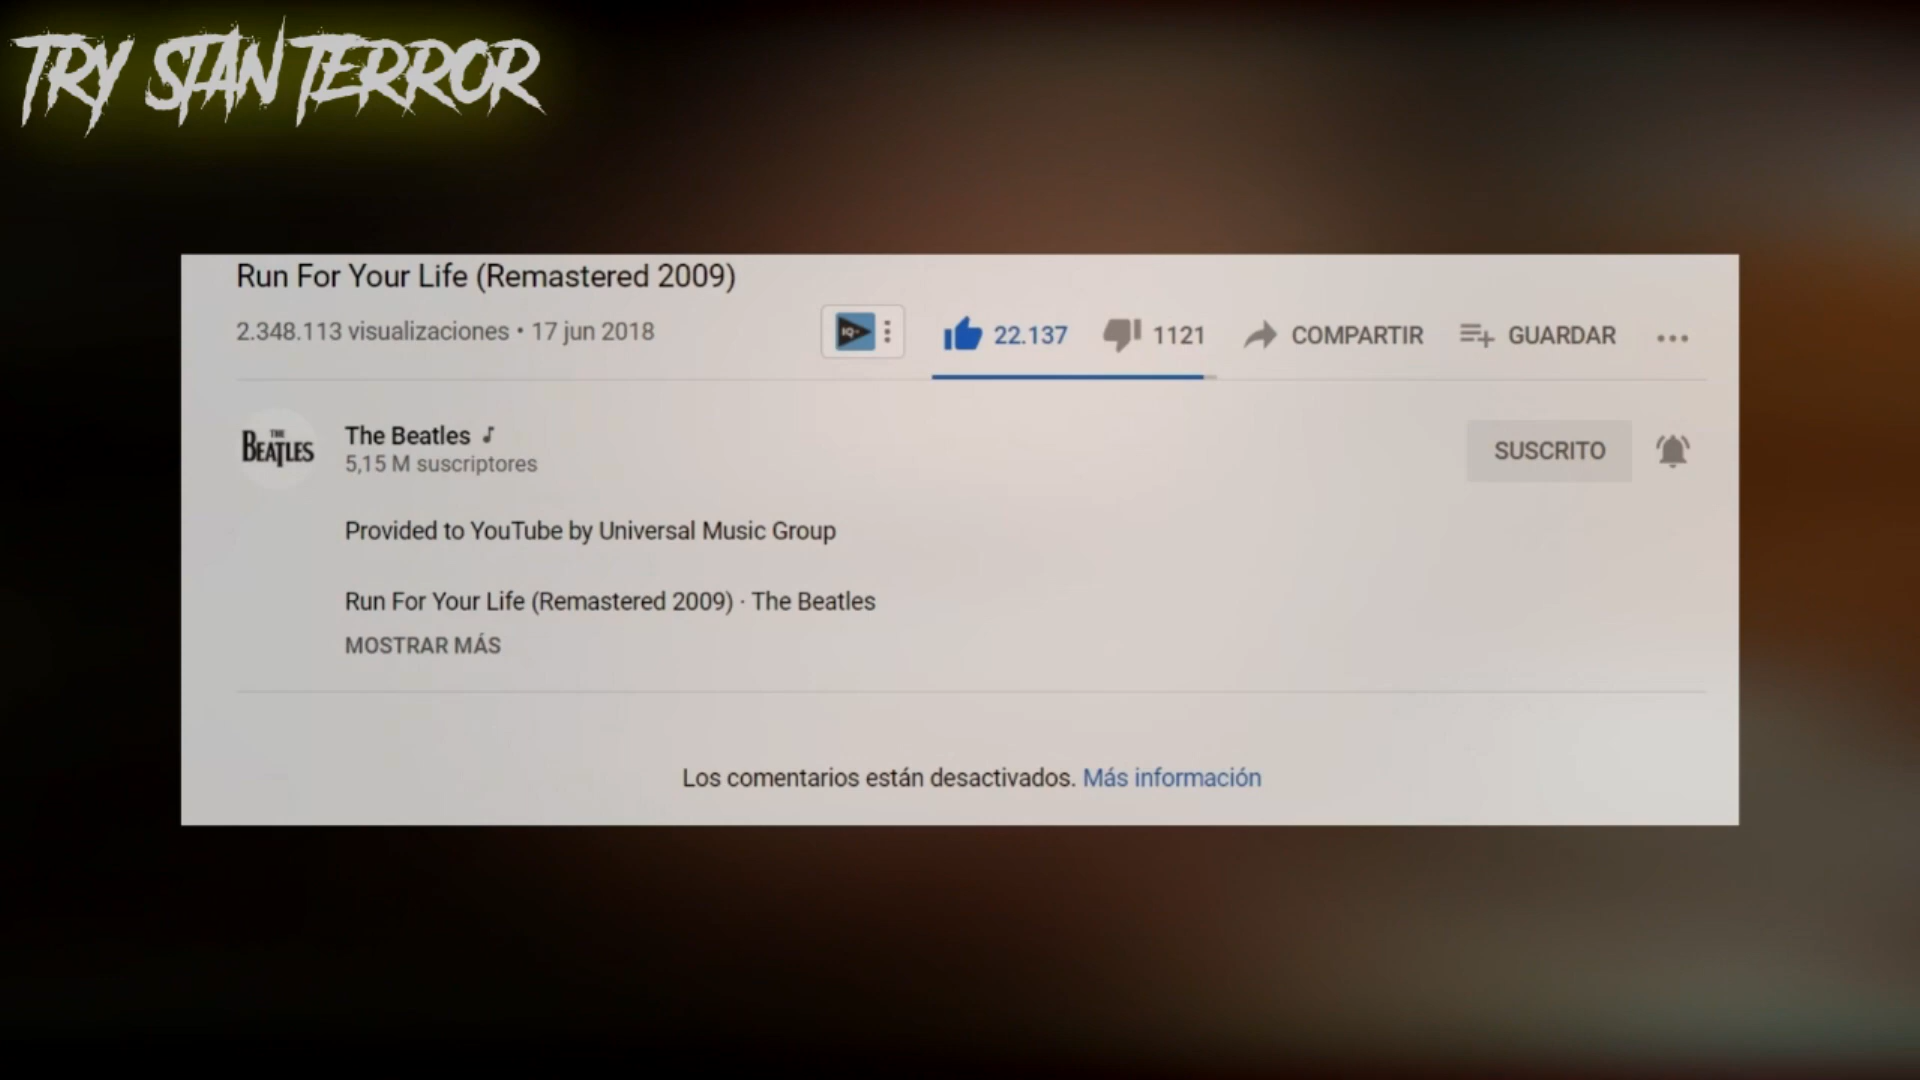 TRY STAN TERROR
Run For Your Life (Remastered 2009)
2.348.113 visualizaciones • 17 jun 2018
IQ
22.137
1121
COMPARTIR
GUARDAR
THE BEATLES
The Beatles
5,15 M suscriptores
SUSCRITO
Provided to YouTube by Universal Music Group
Run For Your Life (Remastered 2009) · The Beatles
MOSTRAR MÁS
Los comentarios están desactivados. Más información